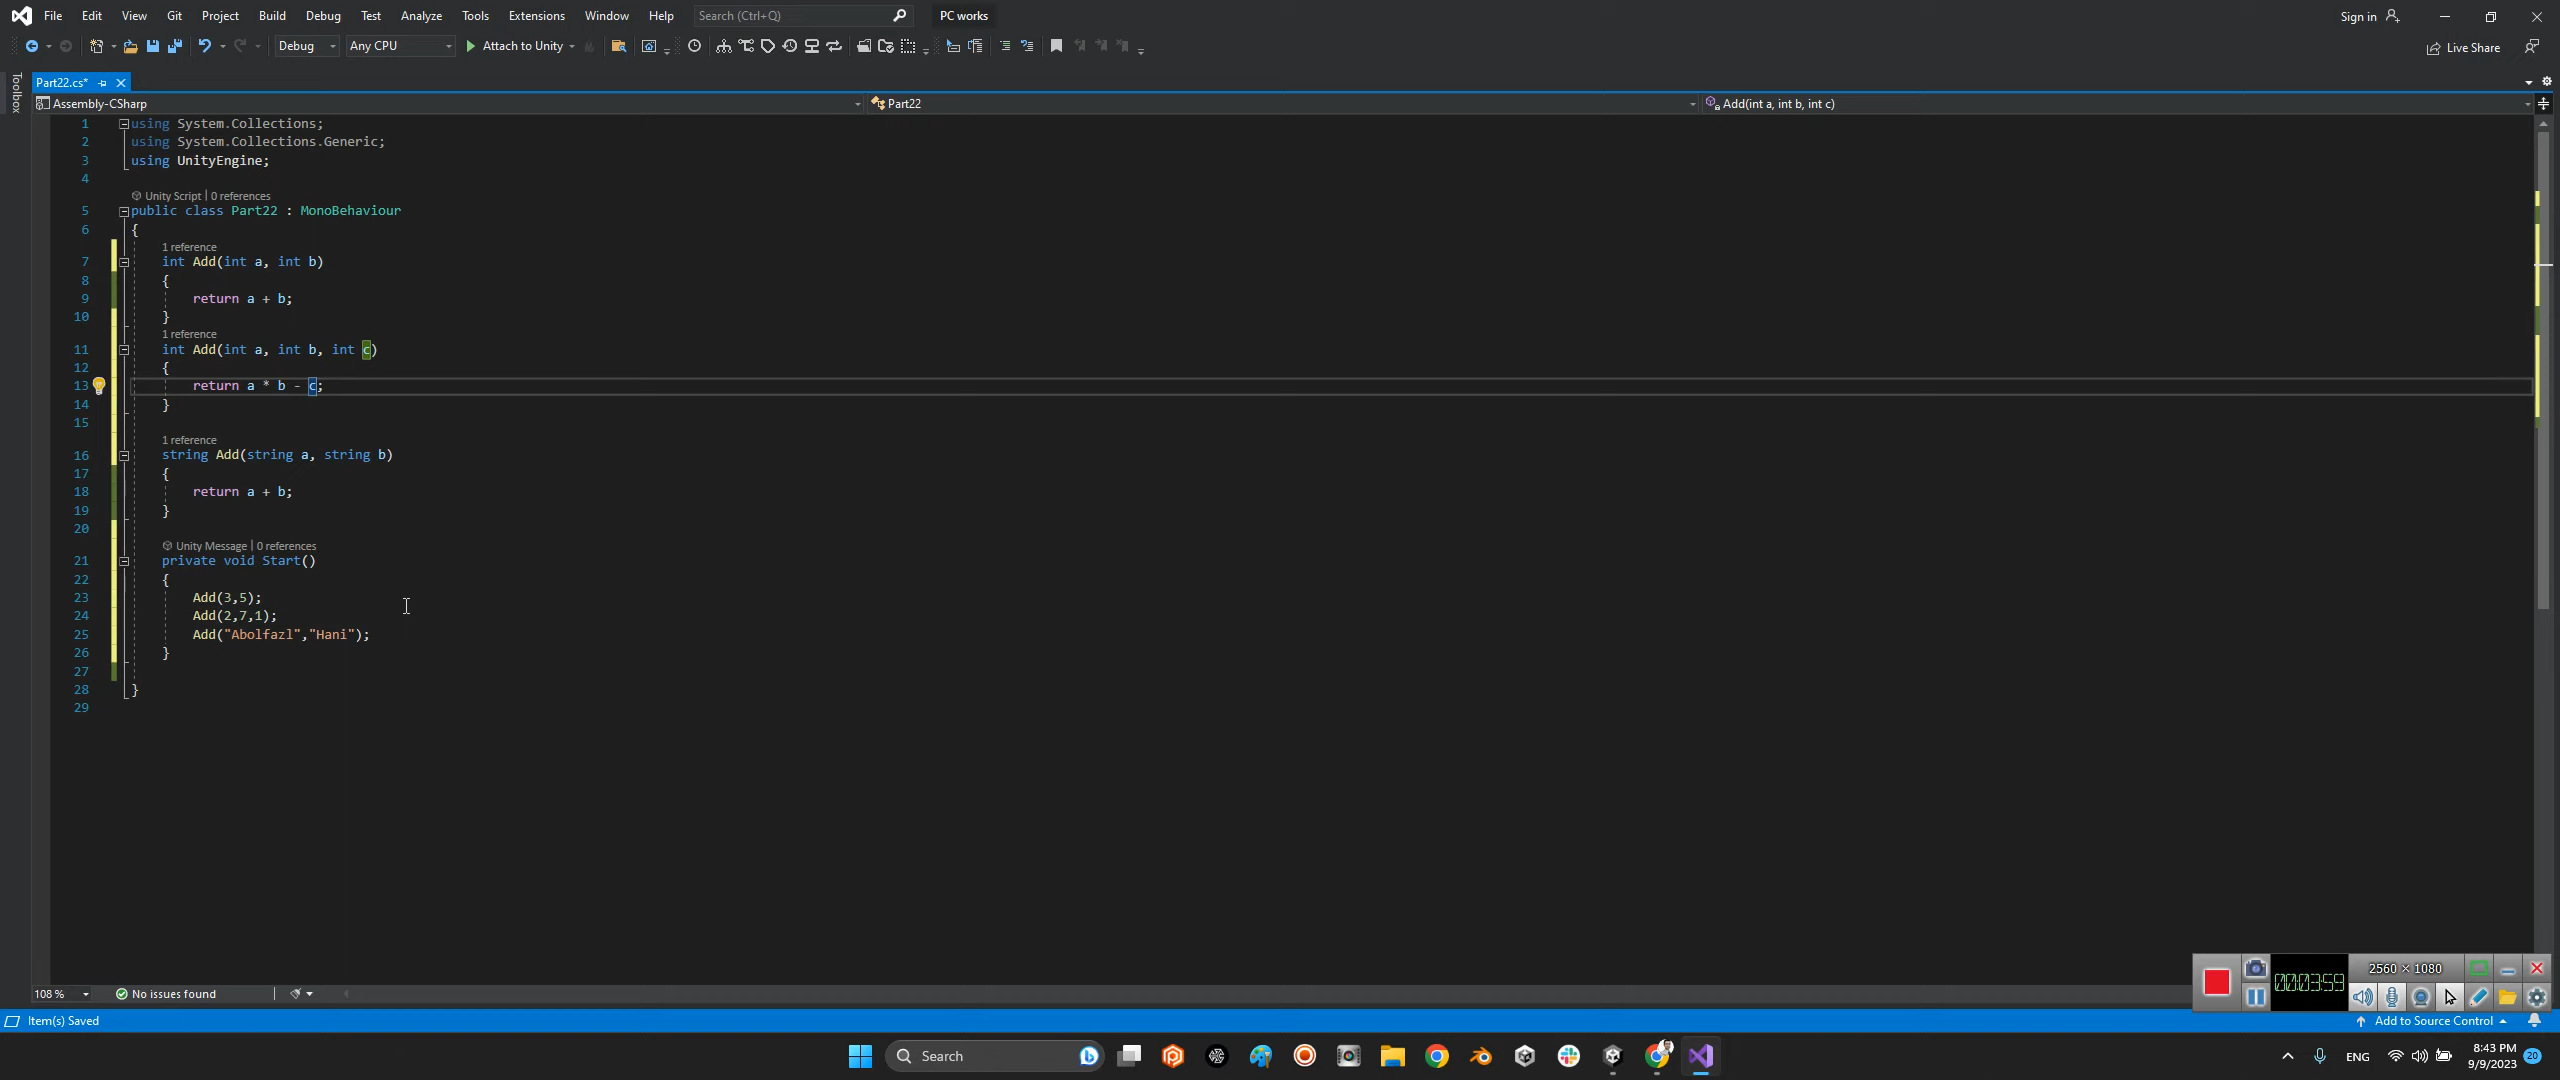 File Edit View Git Project Build Debug Test Analyze Tools Extensions Window Help Search (Ctrl+Q) PC works Sign in
Debug Any CPU Attach to Unity Live Share
Toolbox
Part22.cs*
Assembly-CSharp Part22 Add(int a, int b, int c)
1 using System.Collections;
2 using System.Collections.Generic;
3 using UnityEngine;
4
Unity Script | 0 references
5 public class Part22 : MonoBehaviour
6 {
1 reference
7 int Add(int a, int b)
8 {
9 return a + b;
10 }
1 reference
11 int Add(int a, int b, int c)
12 {
13 return a * b - c;
14 }
15
1 reference
16 string Add(string a, string b)
17 {
18 return a + b;
19 }
20
Unity Message | 0 references
21 private void Start()
22 {
23 Add(3,5);
24 Add(2,7,1);
25 Add("Abolfazl","Hani");
26 }
27
28 }
29
2560 × 1080
00:03:59
108 % No issues found
Item(s) Saved Add to Source Control
Search ENG 8:43 PM 20
9/9/2023